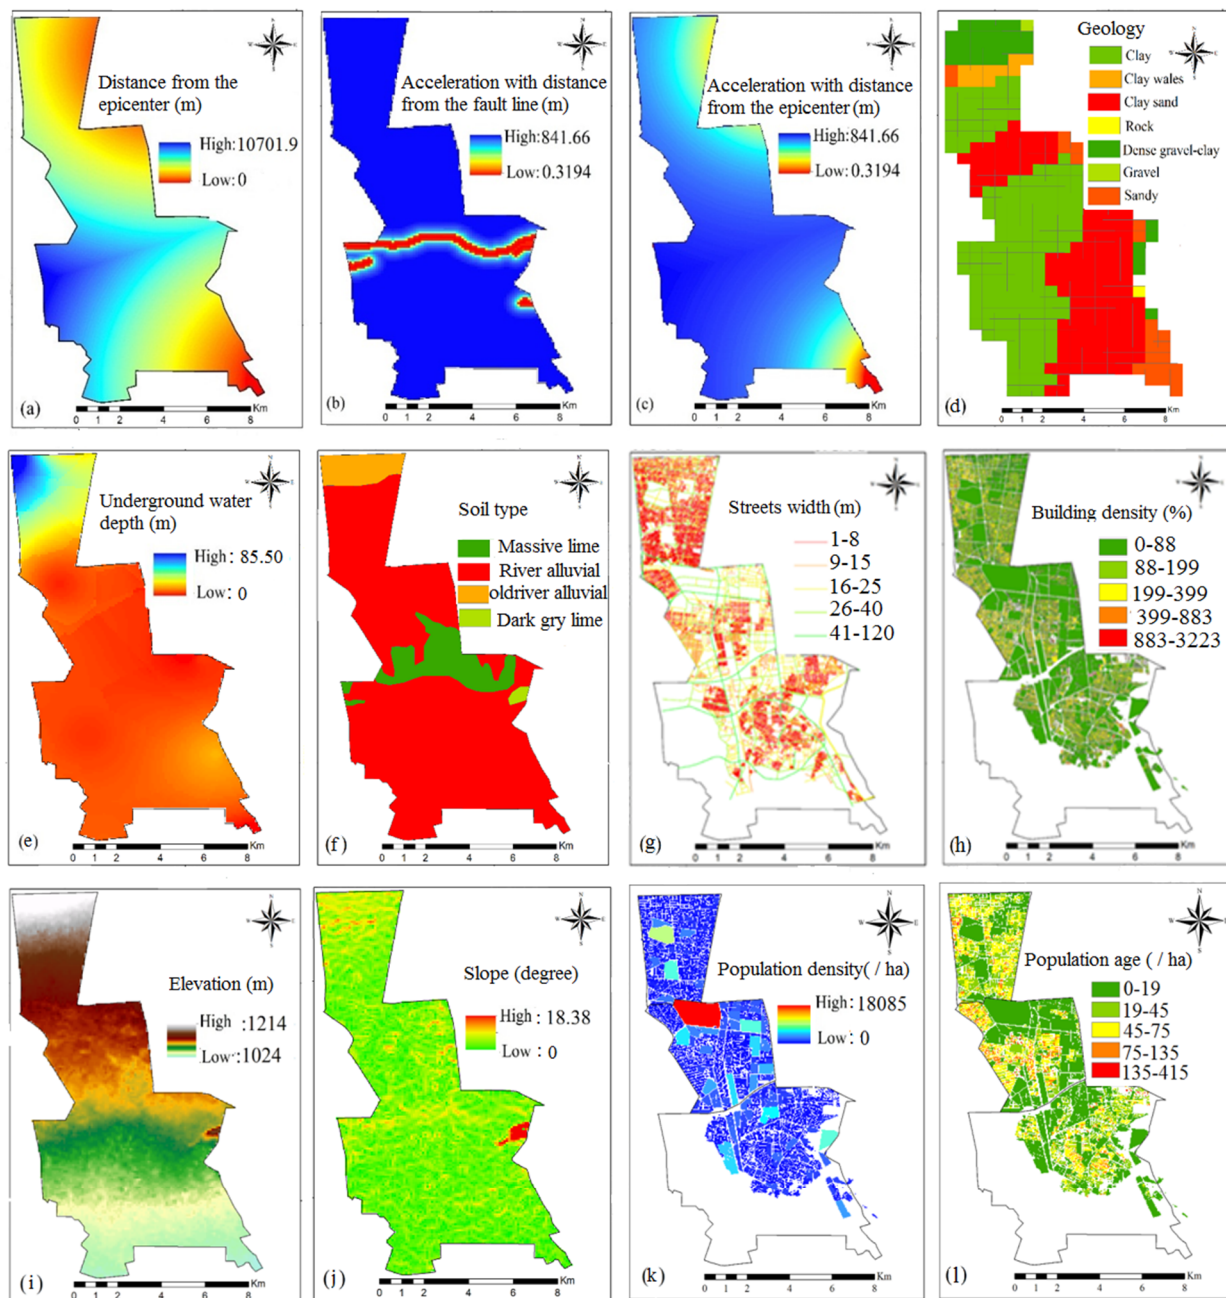 Distance from the
epicenter (m)
High:10701.9
Low: 0
(a)
0 1 2 4 6 8 Km
Acceleration with distance
from the fault line (m)
High:841.66
Low: 0.3194
(b)
0 1 2 4 6 8 Km
Acceleration with distance
from the epicenter (m)
High: 841.66
Low: 0.3194
(c)
0 1 2 4 6 8 Km
Geology
Clay
Clay wales
Clay sand
Rock
Dense gravel-clay
Gravel
Sandy
(d)
0 1 2 4 6 8 Km
Underground water
depth (m)
High: 85.50
Low: 0
(e)
0 1 2 4 6 8 Km
Soil type
Massive lime
River alluvial
oldriver alluvial
Dark gry lime
(f)
0 1 2 4 6 8 Km
Streets width (m)
1-8
9-15
16-25
26-40
41-120
(g)
0 1 2 4 6 8 Km
Building density (%)
0-88
88-199
199-399
399-883
883-3223
(h)
0 1 2 4 6 8 Km
Elevation (m)
High :1214
Low :1024
(i)
0 1 2 4 6 8 Km
Slope (degree)
High : 18.38
Low : 0
(j)
0 1 2 4 6 8 Km
Population density( / ha)
High: 18085
Low: 0
(k)
0 1 2 4 6 8 Km
Population age ( / ha)
0-19
19-45
45-75
75-135
135-415
(l)
0 1 2 4 6 8 Km